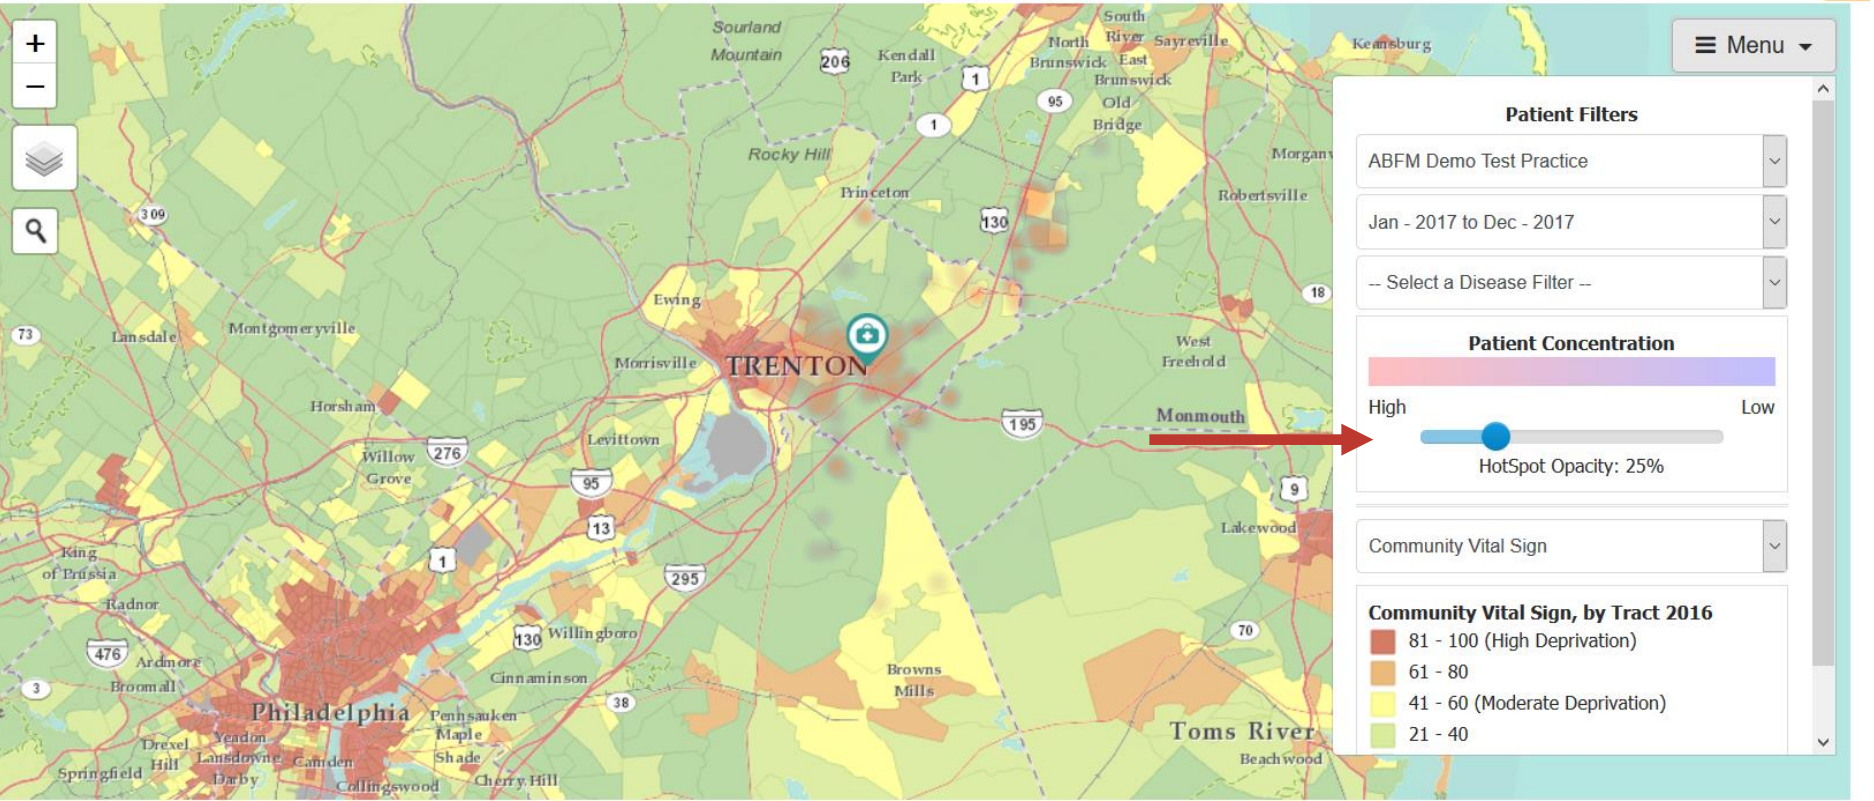 +
−
Menu
Patient Filters
ABFM Demo Test Practice
Jan - 2017 to Dec - 2017
-- Select a Disease Filter --
Patient Concentration
High
Low
HotSpot Opacity: 25%
Community Vital Sign
Community Vital Sign, by Tract 2016
81 - 100 (High Deprivation)
61 - 80
41 - 60 (Moderate Deprivation)
21 - 40
Sourland
Mountain
206
Kendall
Park
1
North
Brunswick
South
River
Sayreville
East
Brunswick
Keansburg
95
Old
Bridge
1
Rocky Hill
Princeton
Robertsville
130
309
Ewing
18
73
Lansdale
Montgomeryville
Morrisville
TRENTON
West
Freehold
Horsham
Levittown
195
Monmouth
Willow
Grove
276
95
9
13
Lakewood
King
of Prussia
1
295
Radnor
130
Willingboro
70
476
Ardmore
Broomall
3
Cinnaminson
Browns
Mills
38
Philadelphia
Pennsauken
Maple
Shade
Toms River
Beachwood
Drexel
Hill
Yeadon
Lansdowne
Darby
Camden
Springfield
Collingswood
Cherry Hill